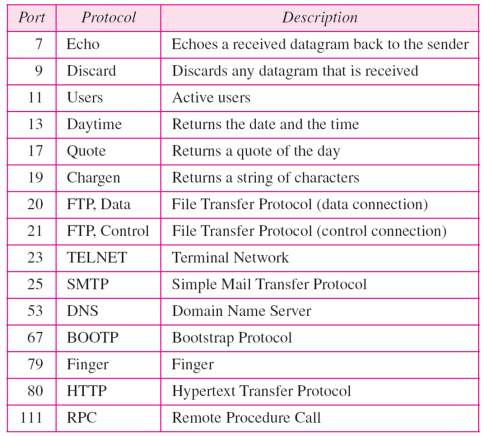 Port Protocol Description
7 Echo Echoes a received datagram back to the sender
9 Discard Discards any datagram that is received
11 Users Active users
13 Daytime Returns the date and the time
17 Quote Returns a quote of the day
19 Chargen Returns a string of characters
20 FTP, Data File Transfer Protocol (data connection)
21 FTP, Control File Transfer Protocol (control connection)
23 TELNET Terminal Network
25 SMTP Simple Mail Transfer Protocol
53 DNS Domain Name Server
67 BOOTP Bootstrap Protocol
79 Finger Finger
80 HTTP Hypertext Transfer Protocol
111 RPC Remote Procedure Call